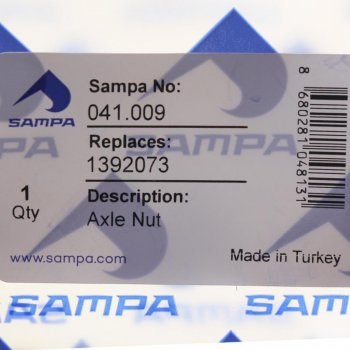 SAMPA
Sampa No:
041.009
Replaces:
1392073
1
Qty
Description:
Axle Nut
www.sampa.com
Made in Turkey
8 680281 048131
SAMPA
SAMPA
SAMPA